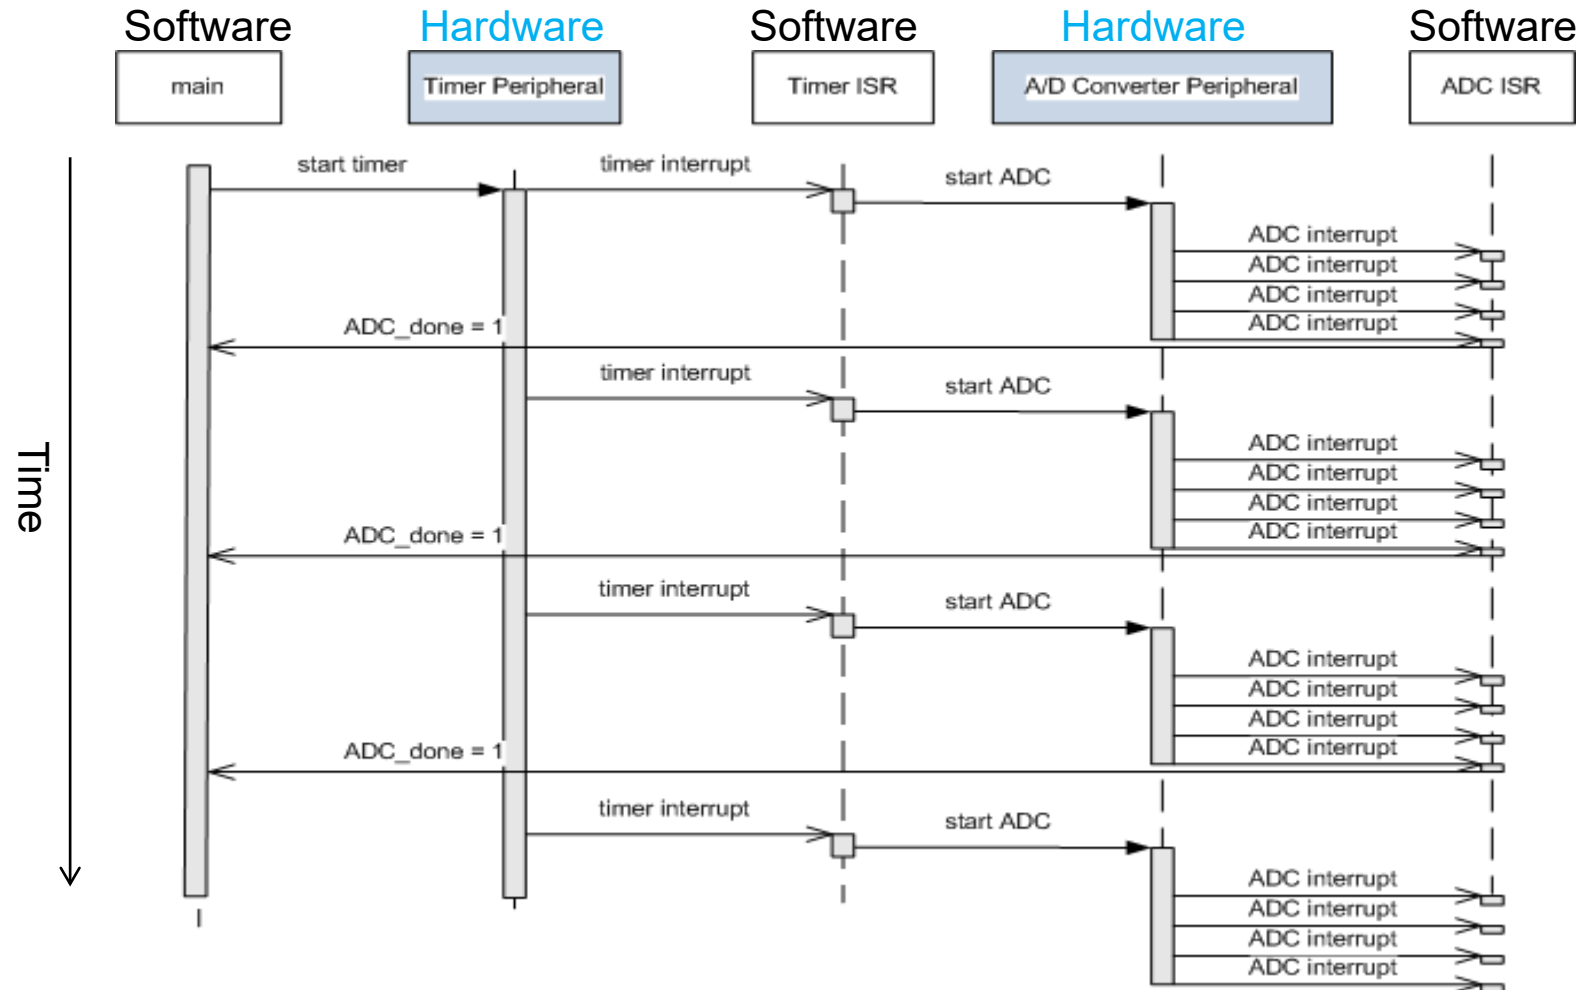 Software Hardware Software Hardware Software
main Timer Peripheral Timer ISR A/D Converter Peripheral ADC ISR
start timer timer interrupt start ADC
ADC interrupt
ADC interrupt
ADC interrupt
ADC_done = 1 ADC interrupt
timer interrupt start ADC
ADC interrupt
ADC interrupt
ADC interrupt
ADC_done = 1 ADC interrupt
timer interrupt start ADC
ADC interrupt
ADC interrupt
ADC interrupt
ADC_done = 1 ADC interrupt
timer interrupt start ADC
ADC interrupt
ADC interrupt
ADC interrupt
ADC interrupt
Time